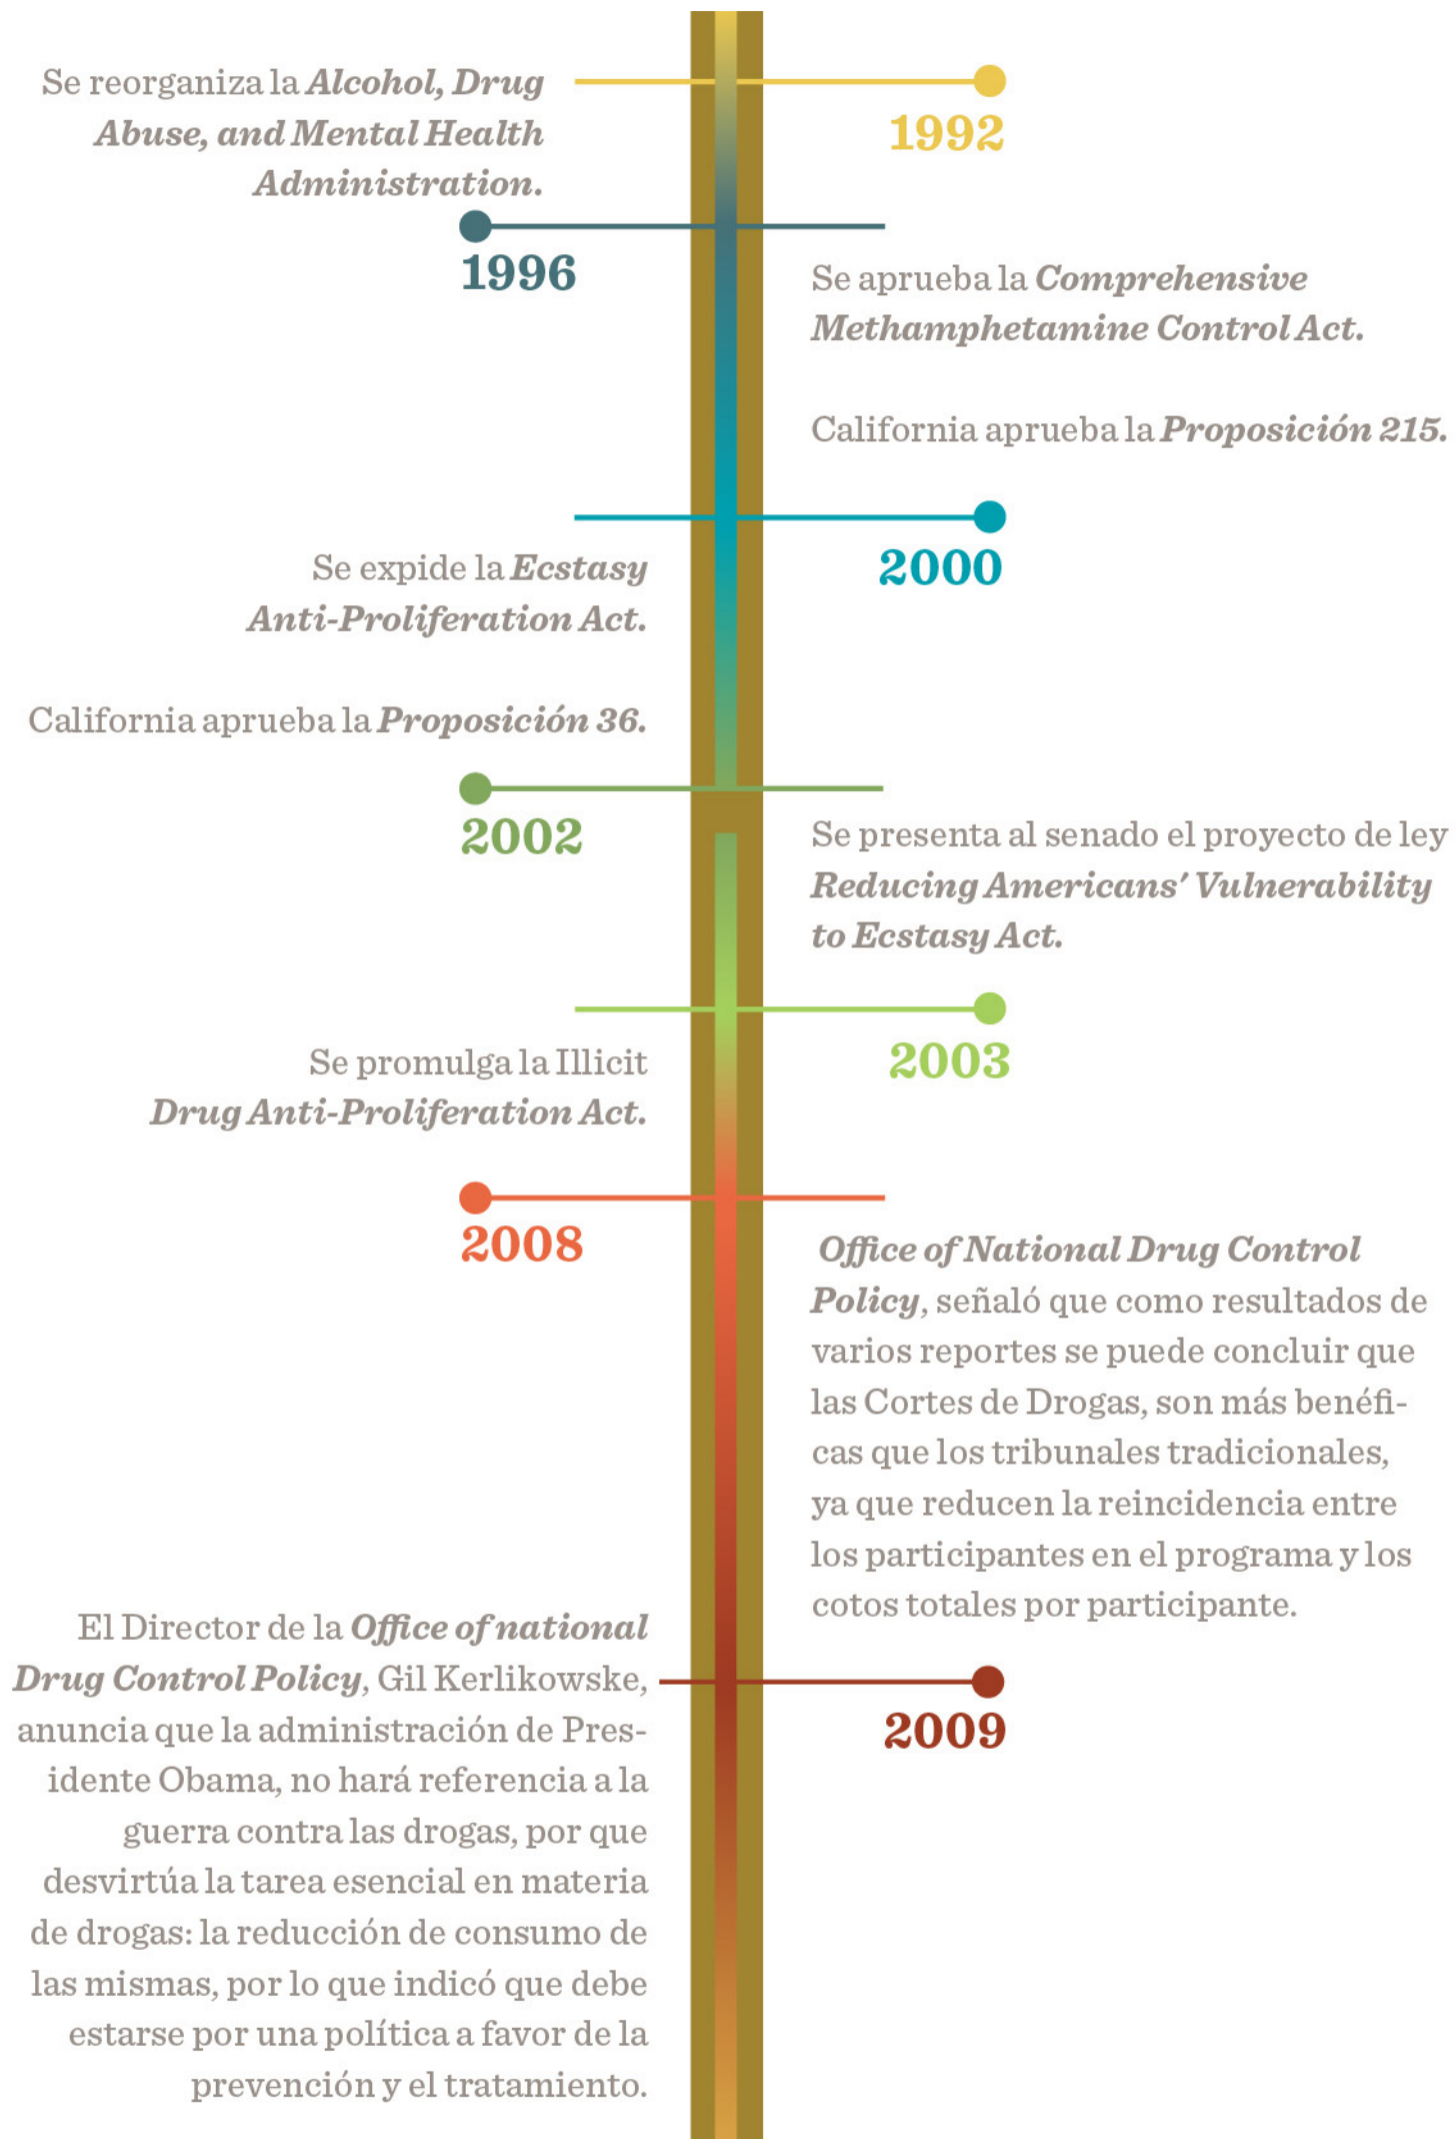 Se reorganiza la Alcohol, Drug
Abuse, and Mental Health
Administration.
1992
1996
Se aprueba la Comprehensive
Methamphetamine Control Act.
California aprueba la Proposición 215.
2000
Se expide la Ecstasy
Anti-Proliferation Act.
California aprueba la Proposición 36.
2002
Se presenta al senado el proyecto de ley
Reducing Americans' Vulnerability
to Ecstasy Act.
2003
Se promulga la Illicit
Drug Anti-Proliferation Act.
2008
Office of National Drug Control
Policy, señaló que como resultados de
varios reportes se puede concluir que
las Cortes de Drogas, son más benéfi-
cas que los tribunales tradicionales,
ya que reducen la reincidencia entre
los participantes en el programa y los
cotos totales por participante.
2009
El Director de la Office of national
Drug Control Policy, Gil Kerlikowske,
anuncia que la administración de Pres-
idente Obama, no hará referencia a la
guerra contra las drogas, por que
desvirtúa la tarea esencial en materia
de drogas: la reducción de consumo de
las mismas, por lo que indicó que debe
estarse por una política a favor de la
prevención y el tratamiento.